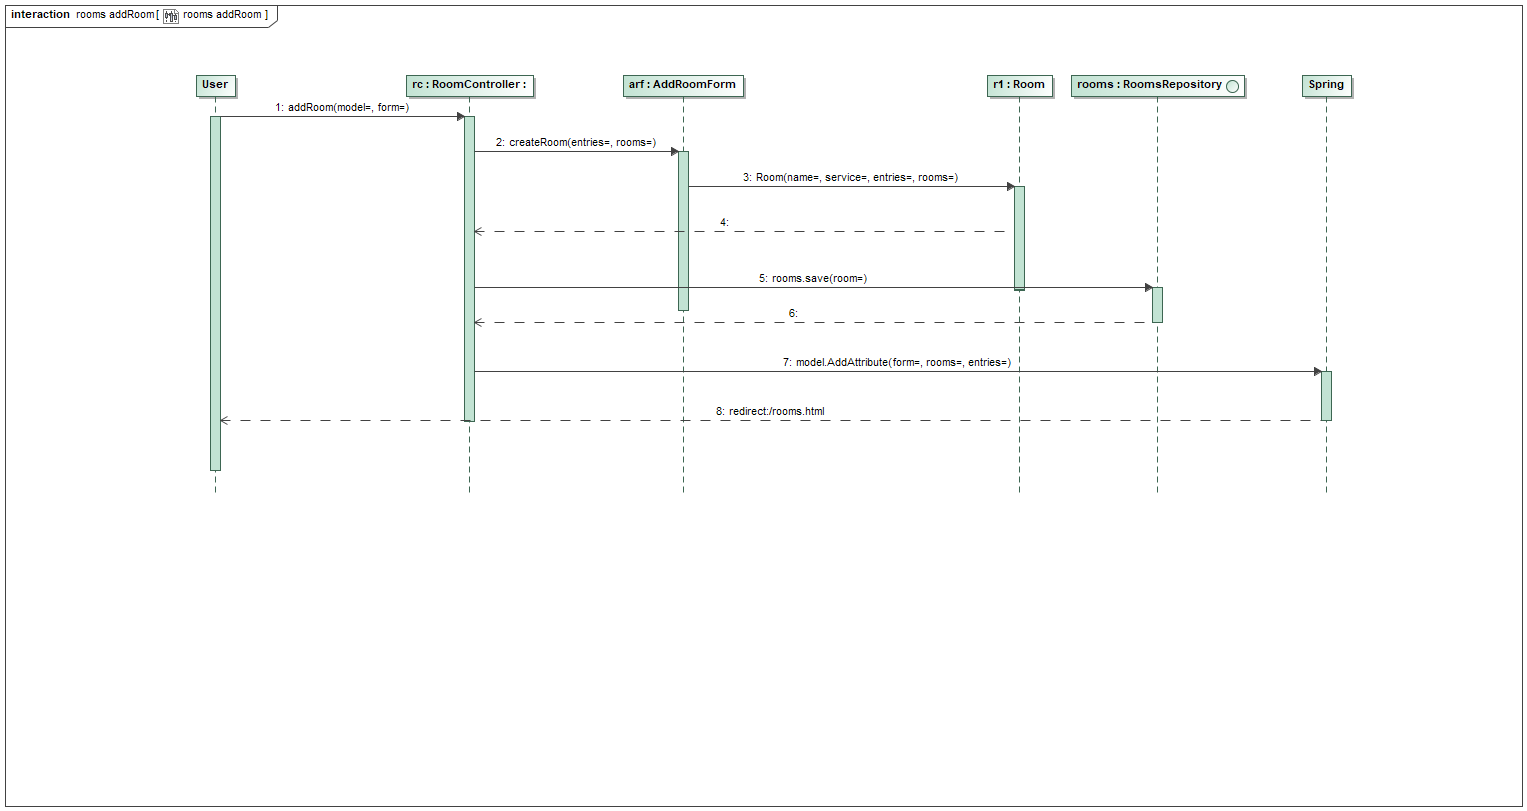 interaction rooms addRoom [ rooms addRoom ]
User
rc : RoomController :
arf : AddRoomForm
r1 : Room
rooms : RoomsRepository
Spring
1: addRoom(model=, form=)
2: createRoom(entries=, rooms=)
3: Room(name=, service=, entries=, rooms=)
4:
5: rooms.save(room=)
6:
7: model.AddAttribute(form=, rooms=, entries=)
8: redirect:/rooms.html